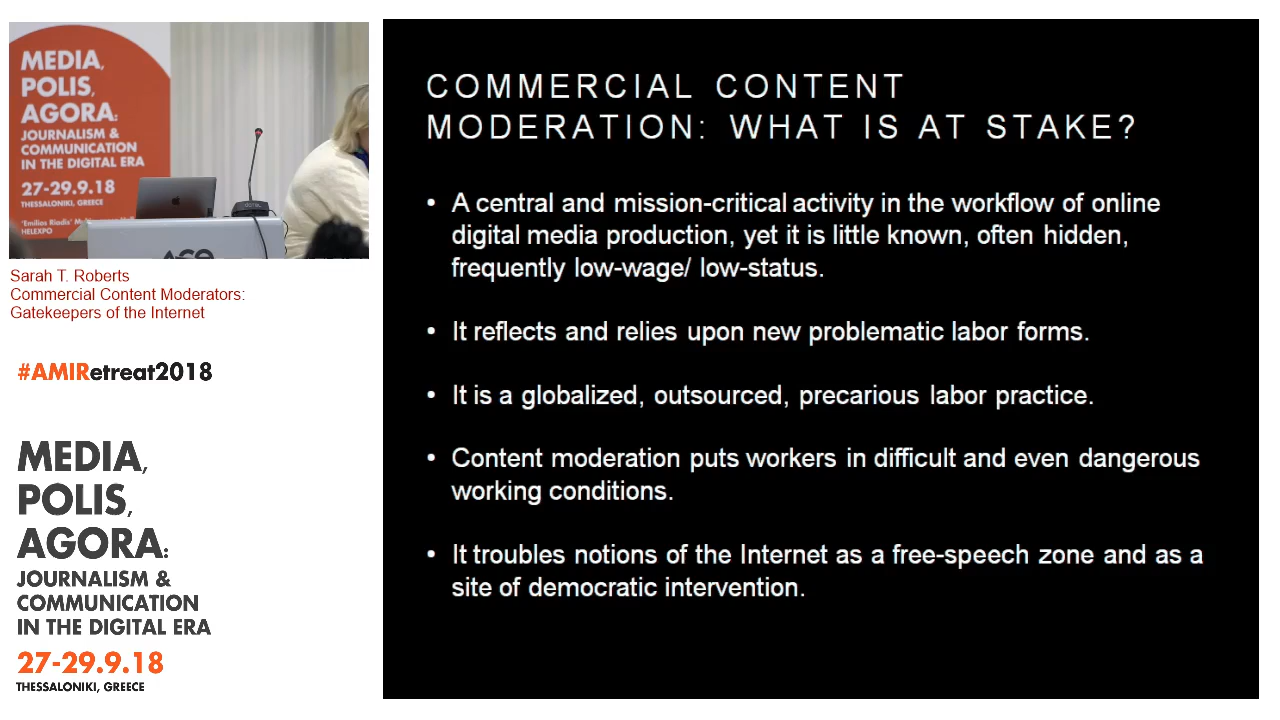 MEDIA,
POLIS,
AGORA:
JOURNALISM &
COMMUNICATION
IN THE DIGITAL ERA
27-29.9.18
THESSALONIKI, GREECE
HELEXPO
Sarah T. Roberts
Commercial Content Moderators:
Gatekeepers of the Internet
#AMIRetreat2018
MEDIA,
POLIS,
AGORA:
JOURNALISM &
COMMUNICATION
IN THE DIGITAL ERA
27-29.9.18
THESSALONIKI, GREECE
COMMERCIAL CONTENT
MODERATION: WHAT IS AT STAKE?
• A central and mission-critical activity in the workflow of online
digital media production, yet it is little known, often hidden,
frequently low-wage/ low-status.
• It reflects and relies upon new problematic labor forms.
• It is a globalized, outsourced, precarious labor practice.
• Content moderation puts workers in difficult and even dangerous
working conditions.
• It troubles notions of the Internet as a free-speech zone and as a
site of democratic intervention.